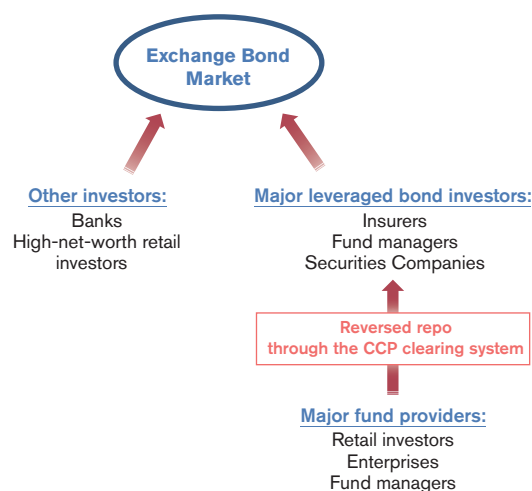 Exchange Bond
Market
Other investors:
Banks
High-net-worth retail
investors
Major leveraged bond investors:
Insurers
Fund managers
Securities Companies
Reversed repo
through the CCP clearing system
Major fund providers:
Retail investors
Enterprises
Fund managers